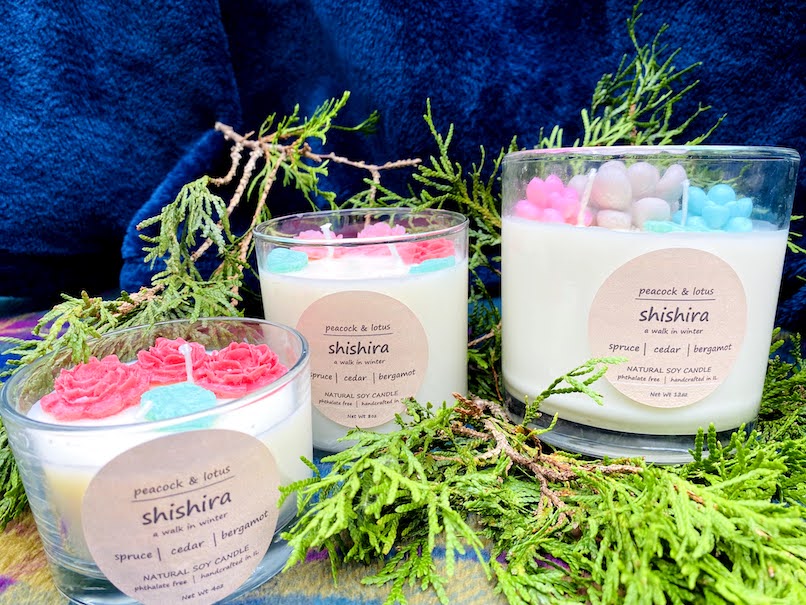 peacock & lotus
shishira
a walk in winter
spruce | cedar | bergamot
NATURAL SOY CANDLE
phthalate free | handcrafted in IL
Net Wt 4oz
peacock & lotus
shishira
a walk in winter
spruce | cedar | bergamot
NATURAL SOY CANDLE
phthalate free | handcrafted in IL
Net Wt 8oz
peacock & lotus
shishira
a walk in winter
spruce | cedar | bergamot
NATURAL SOY CANDLE
phthalate free | handcrafted in IL
Net Wt 12oz